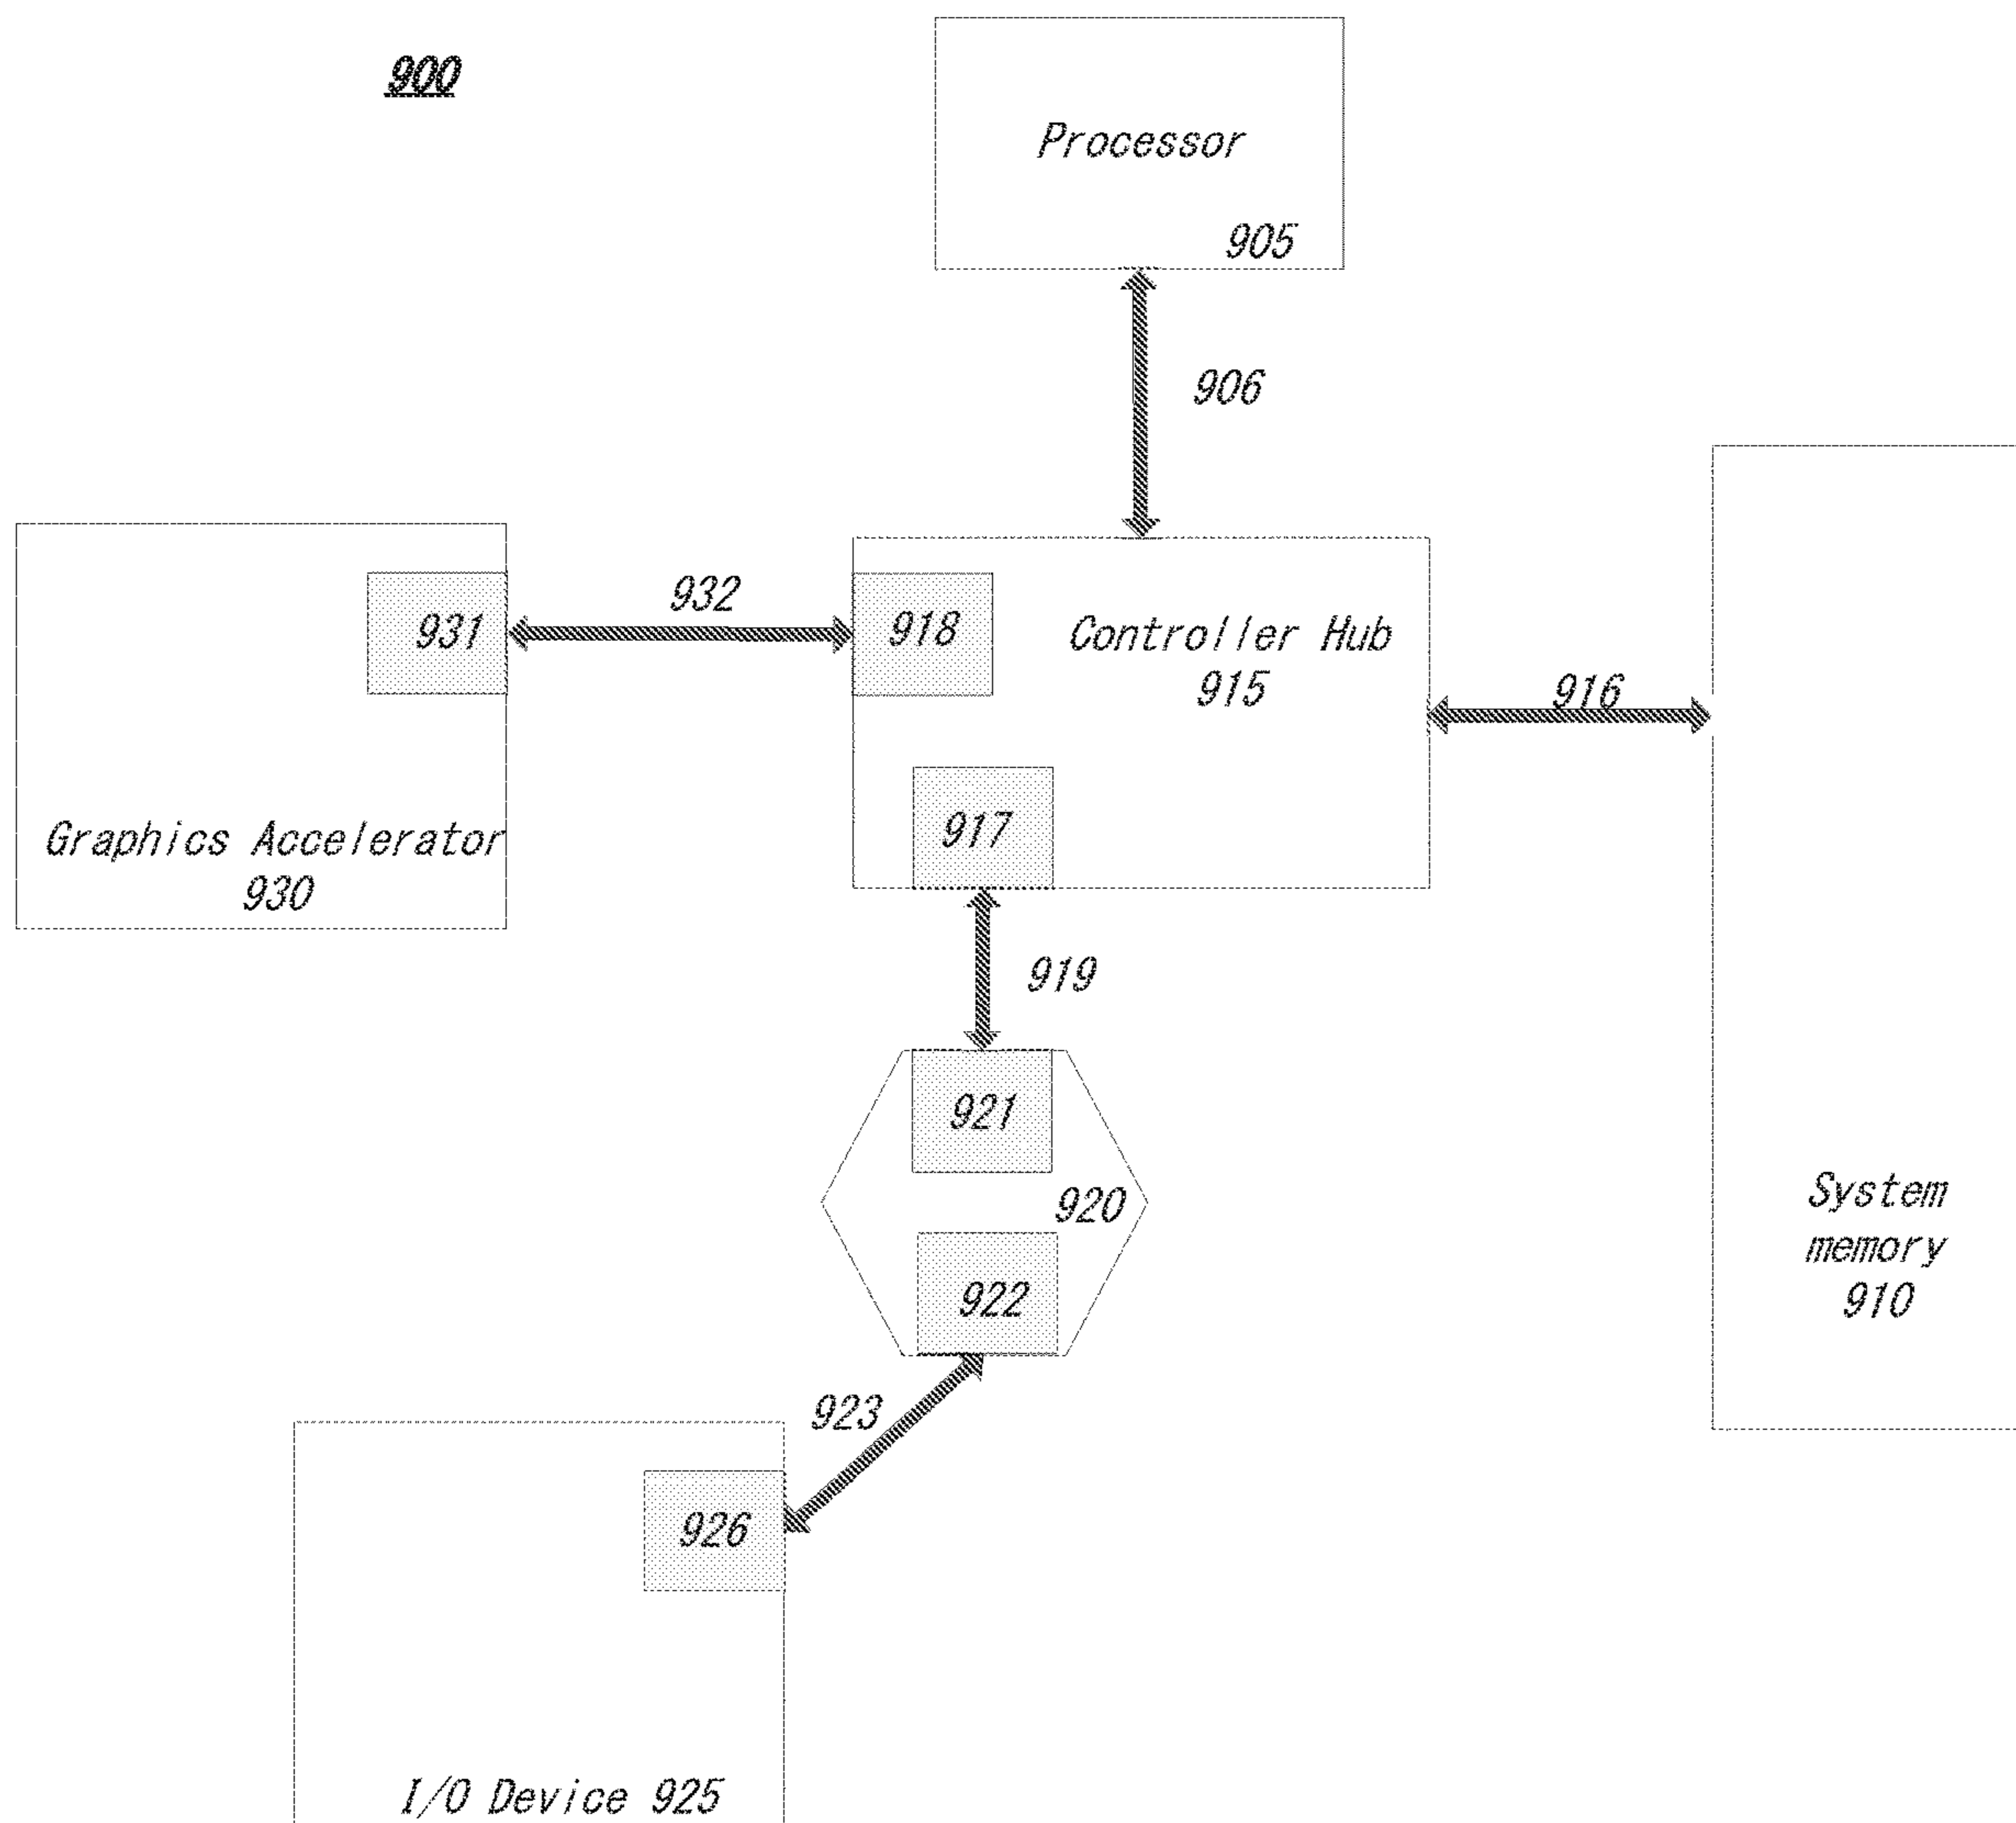 900
Processor
905
906
932
931
918
Controller Hub
915
916
917
Graphics Accelerator
930
919
921
920
922
System
memory
910
923
926
I/O Device 925